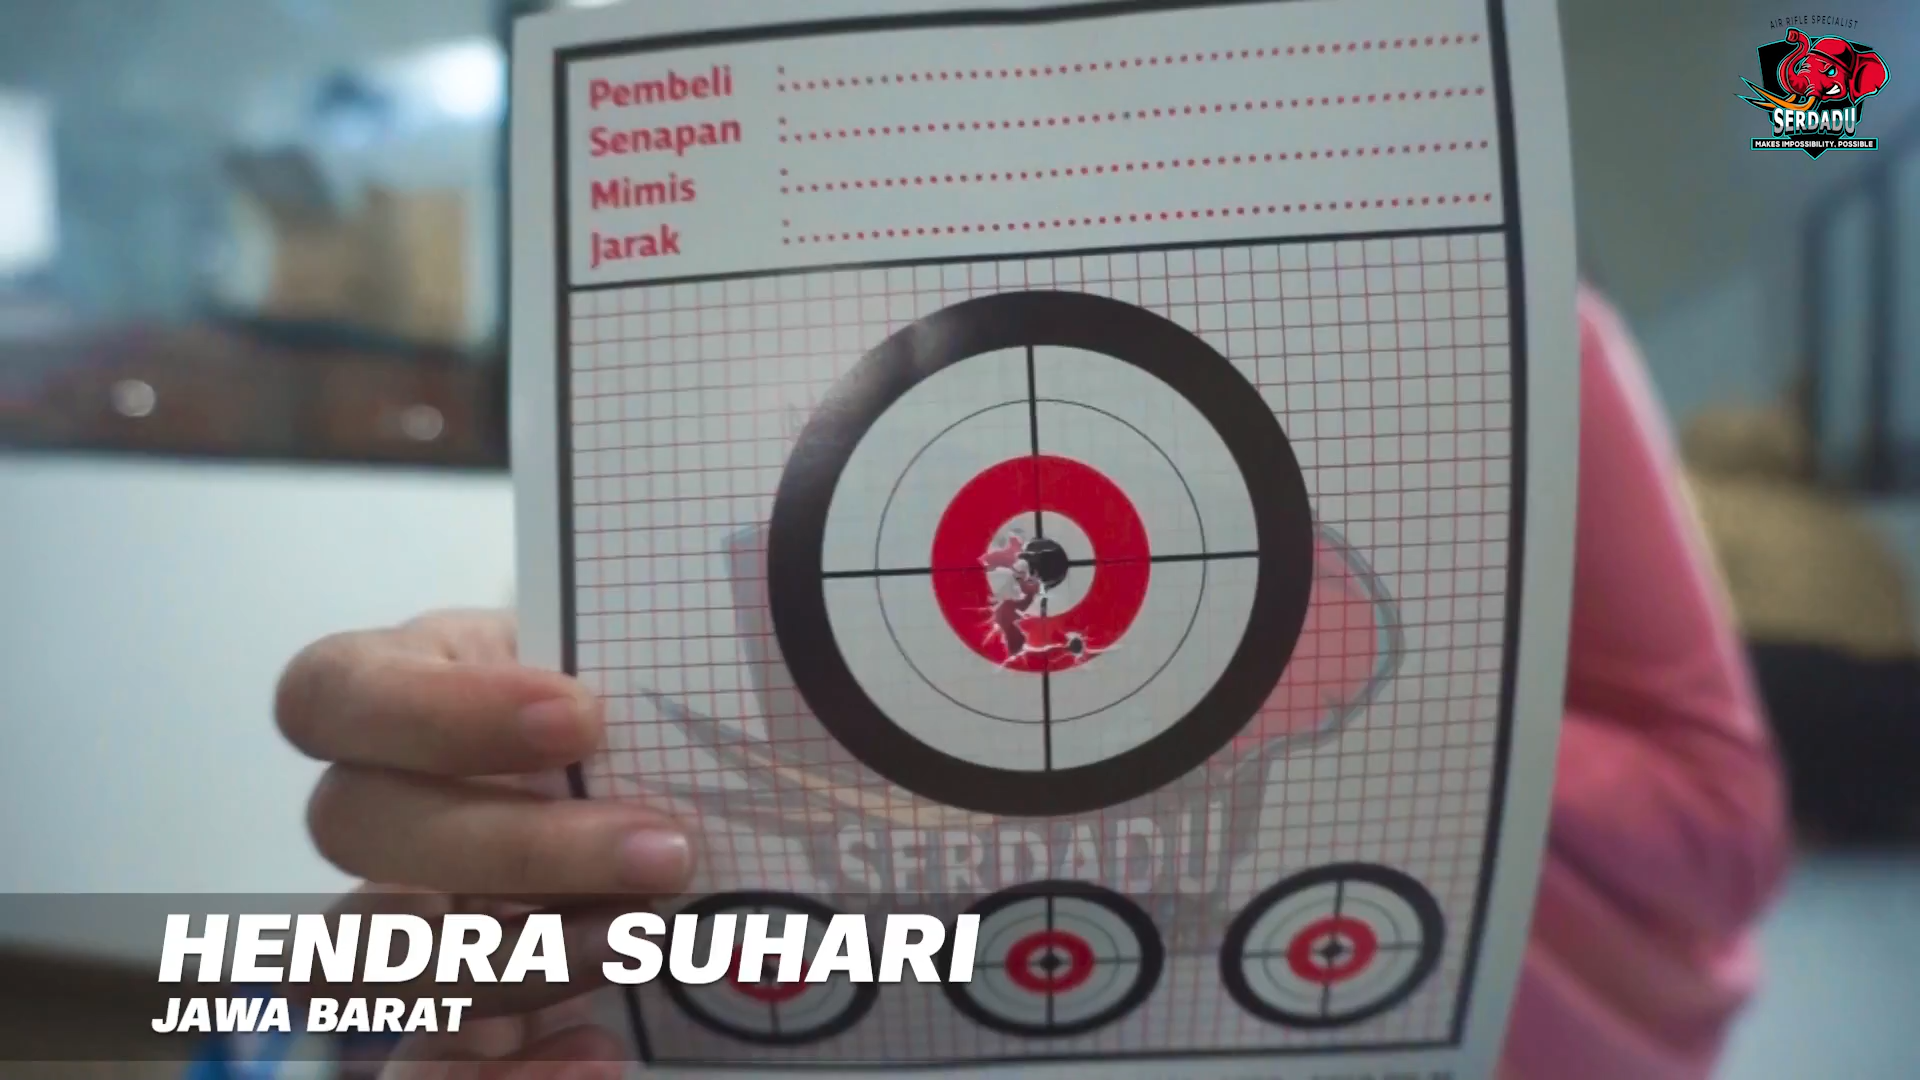 AIR RIFLE SPECIALIST
SERDADU
MAKES IMPOSSIBILITY, POSSIBLE
Pembeli :
Senapan :
Mimis :
Jarak :
SERDADU
HENDRA SUHARI
JAWA BARAT